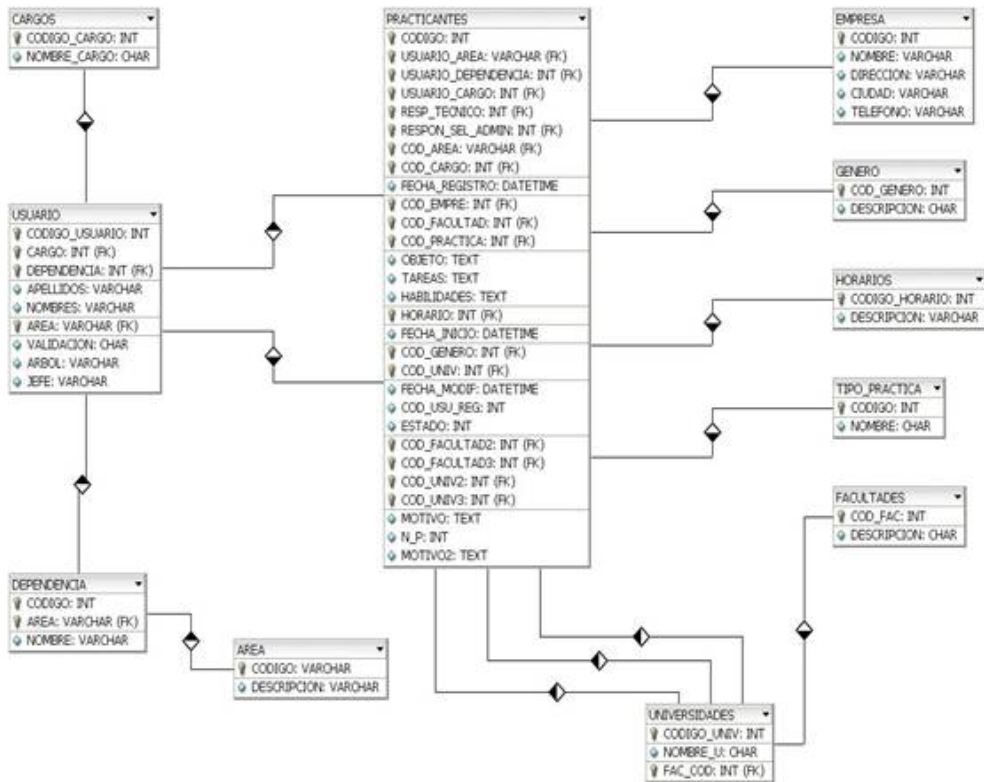 CARGOS
CODIGO_CARGO: INT
NOMBRE_CARGO: CHAR
USUARIO
CODIGO_USUARIO: INT
CARGO: INT (FK)
DEPENDENCIA: INT (FK)
APELLIDOS: VARCHAR
NOMBRES: VARCHAR
AREA: VARCHAR (FK)
VALIDACION: CHAR
ARBOL: VARCHAR
JEFE: VARCHAR
DEPENDENCIA
CODIGO: INT
AREA: VARCHAR (FK)
NOMBRE: VARCHAR
AREA
CODIGO: VARCHAR
DESCRIPCION: VARCHAR
PRACTICANTES
CODIGO: INT
USUARIO_AREA: VARCHAR (FK)
USUARIO_DEPENDENCIA: INT (FK)
USUARIO_CARGO: INT (FK)
RESP_TECNICO: INT (FK)
RESPON_SEL_ADMIN: INT (FK)
COD_AREA: VARCHAR (FK)
COD_CARGO: INT (FK)
FECHA_REGISTRO: DATETIME
COD_EMPRE: INT (FK)
COD_FACULTAD: INT (FK)
COD_PRACTICA: INT (FK)
OBJETO: TEXT
TAREAS: TEXT
HABILIDADES: TEXT
HORARIO: INT (FK)
FECHA_INICIO: DATETIME
COD_GENERO: INT (FK)
COD_UNIV: INT (FK)
FECHA_MODIF: DATETIME
COD_USU_REG: INT
ESTADO: INT
COD_FACULTAD2: INT (FK)
COD_FACULTAD3: INT (FK)
COD_UNIV2: INT (FK)
COD_UNIV3: INT (FK)
MOTIVO: TEXT
N_P: INT
MOTIVO2: TEXT
EMPRESA
CODIGO: INT
NOMBRE: VARCHAR
DIRECCION: VARCHAR
CIUDAD: VARCHAR
TELEFONO: VARCHAR
GENERO
COD_GENERO: INT
DESCRIPCION: CHAR
HORARIOS
CODIGO_HORARIO: INT
DESCRIPCION: VARCHAR
TIPO_PRACTICA
CODIGO: INT
NOMBRE: CHAR
FACULTADES
COD_FAC: INT
DESCRIPCION: CHAR
UNIVERSIDADES
CODIGO_UNIV: INT
NOMBRE_U: CHAR
FAC_COD: INT (FK)